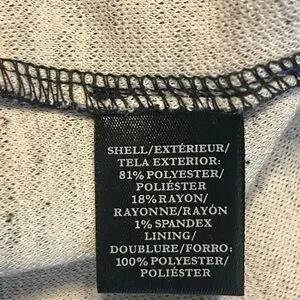 SHELL/EXTÉRIEUR/
TELA EXTERIOR:
81% POLYESTER/
POLIÉSTER
18% RAYON/
RAYONNE/RAYÓN
1% SPANDEX
LINING/
DOUBLURE/FORRO:
100% POLYESTER/
POLIÉSTER